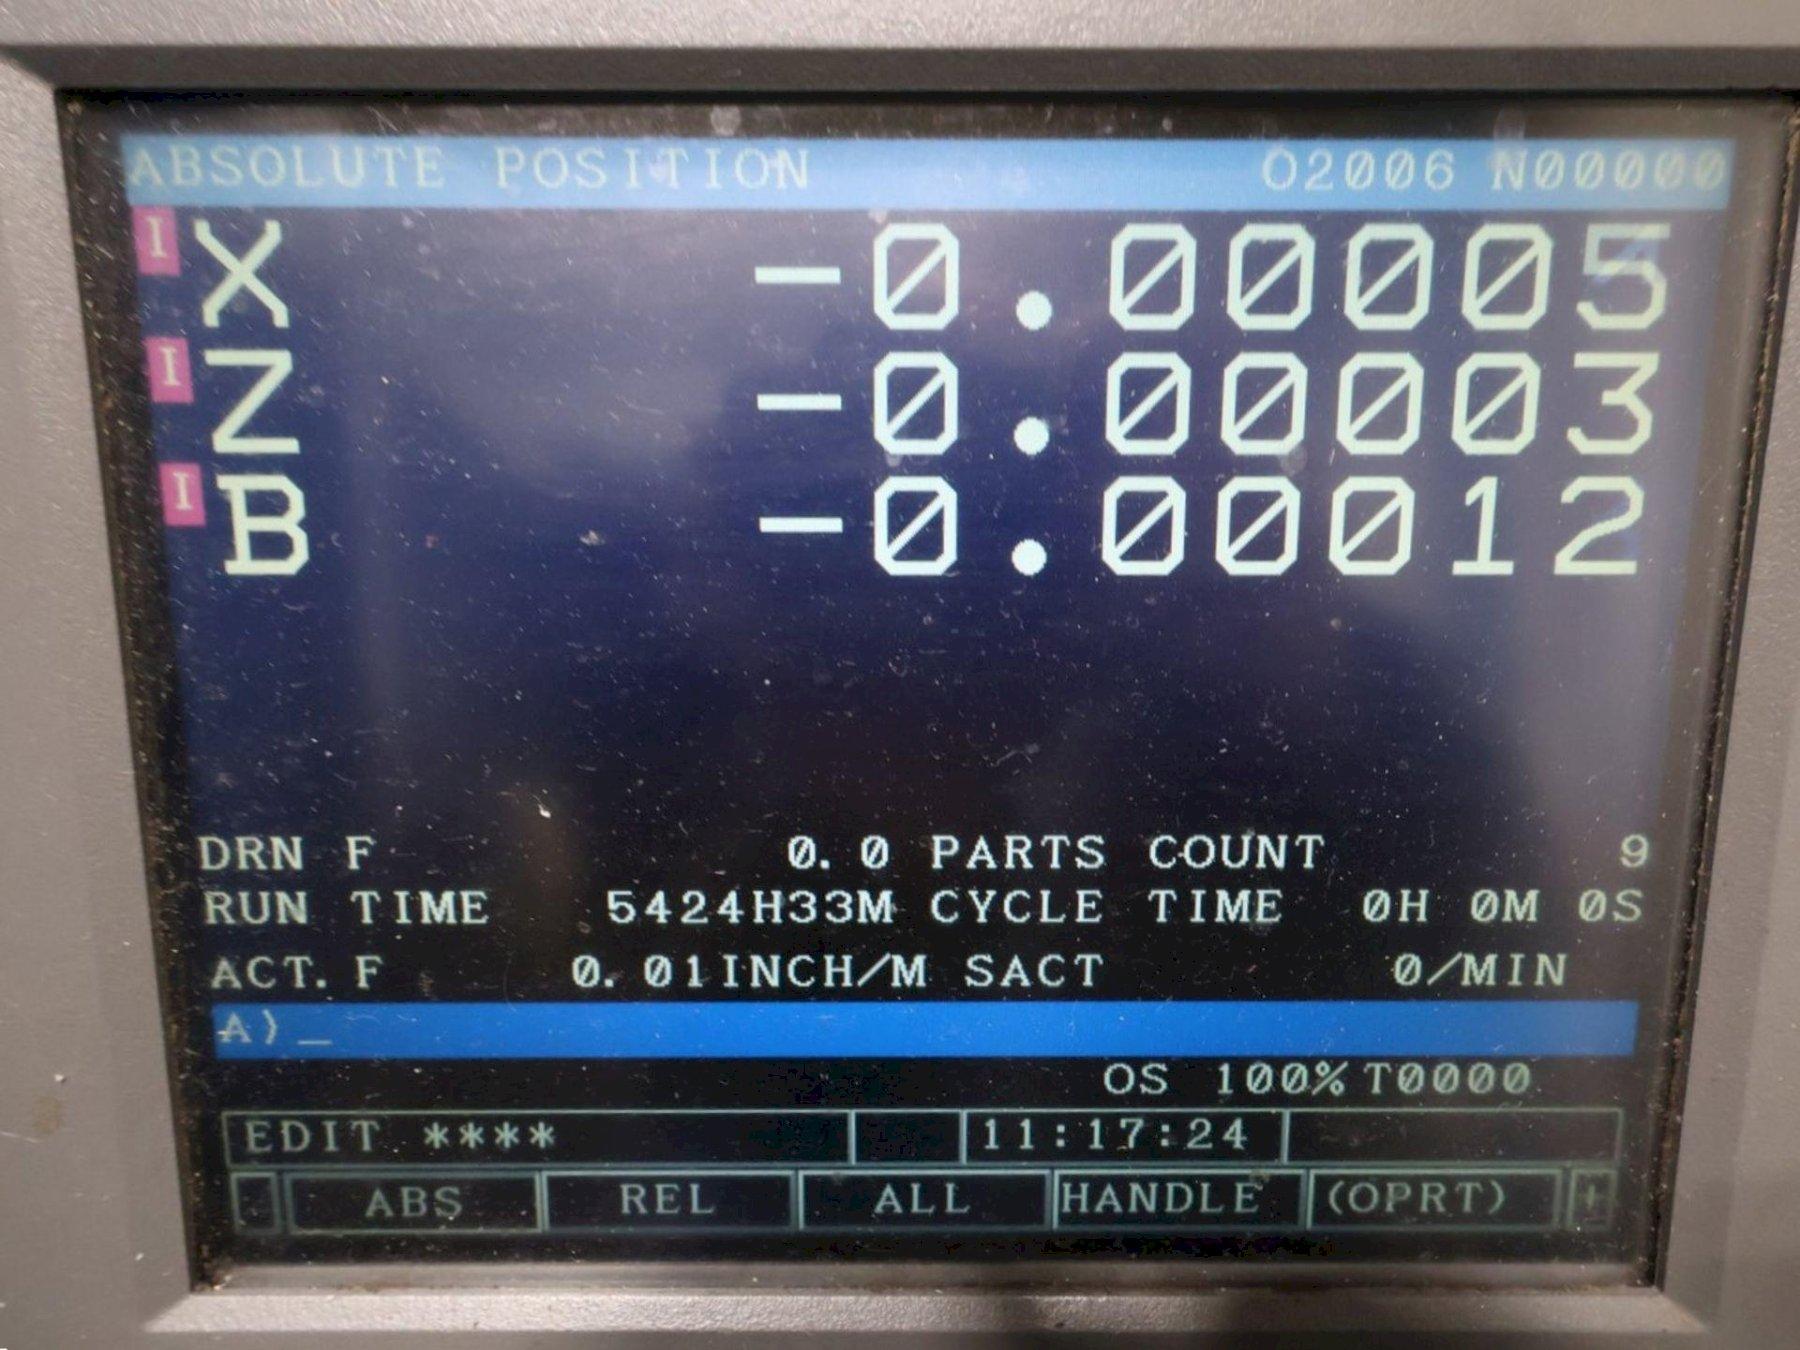 ABSOLUTE POSITION O2006 N00000
I X -0.00005
I Z -0.00003
I B -0.00012
DRN F 0.0 PARTS COUNT 9
RUN TIME 5424H33M CYCLE TIME 0H 0M 0S
ACT.F 0.01INCH/M SACT 0/MIN
A)_
OS 100% T0000
EDIT **** 11:17:24
ABS REL ALL HANDLE (OPRT) +